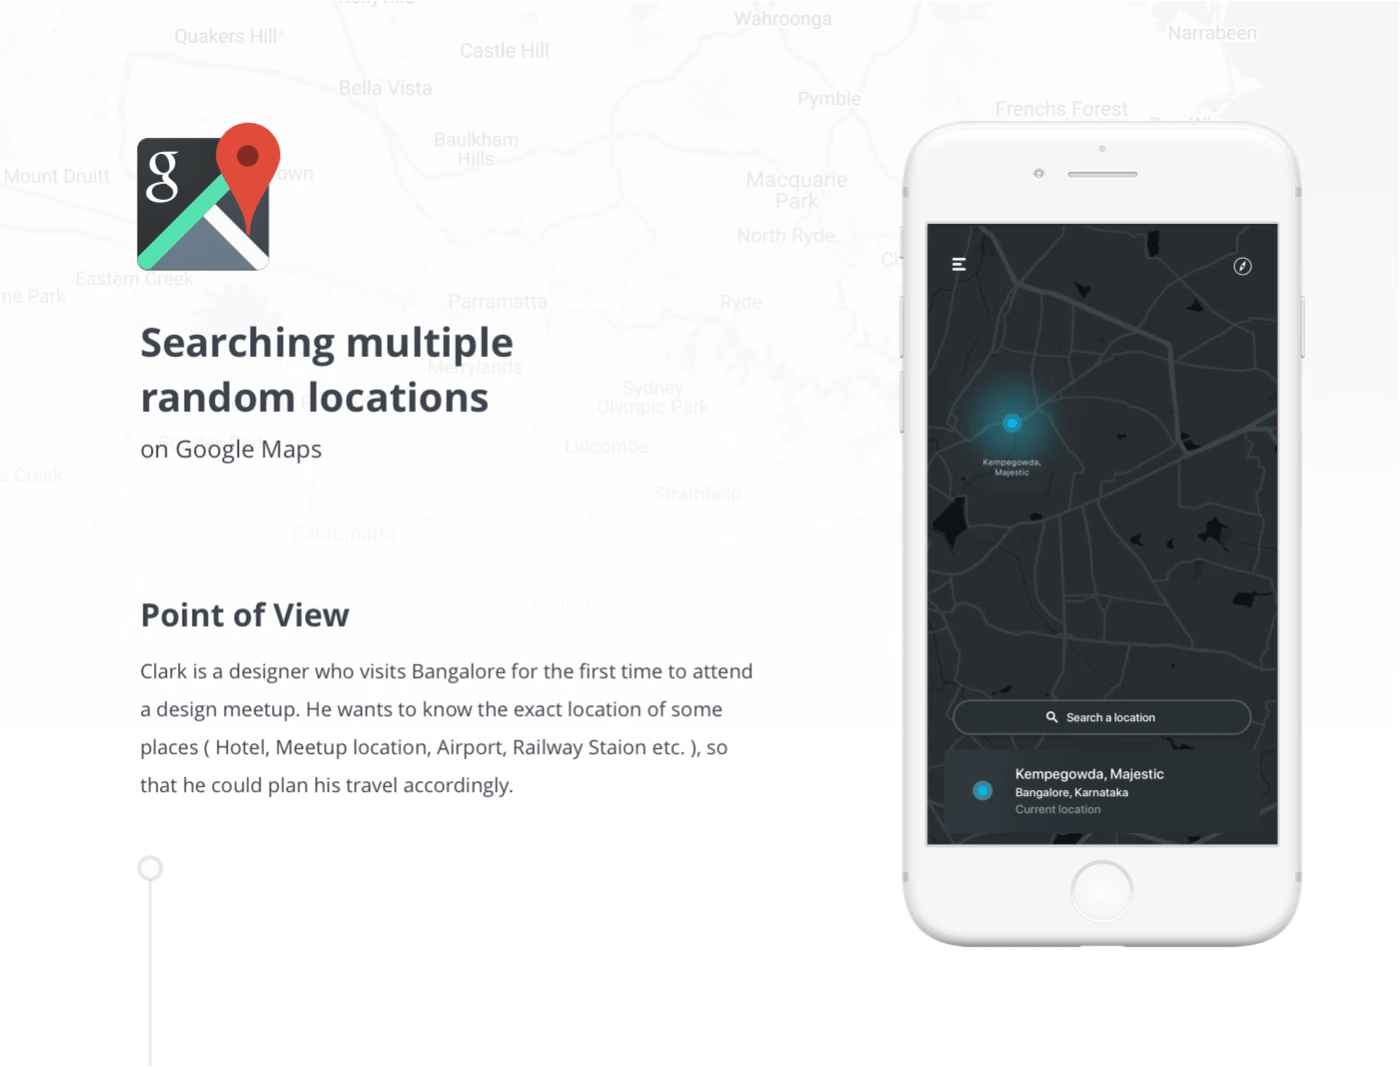 Kellyville
Wahroonga
Narrabeen
Quakers Hill
Castle Hill
Bella Vista
Pymble
Frenchs Forest
Baulkham
Hills
g
Mount Druitt
Macquarie
Park
North Ryde
Eastern Creek
Parramatta
Ryde
Searching multiple
random locations
on Google Maps
Merrylands
Sydney
Olympic Park
Lidcombe
s Creek
Strathfield
Cabramatta
Point of View
Clark is a designer who visits Bangalore for the first time to attend
a design meetup. He wants to know the exact location of some
places ( Hotel, Meetup location, Airport, Railway Staion etc. ), so
that he could plan his travel accordingly.
Kempegowda,
Majestic
Search a location
Kempegowda, Majestic
Bangalore, Karnataka
Current location